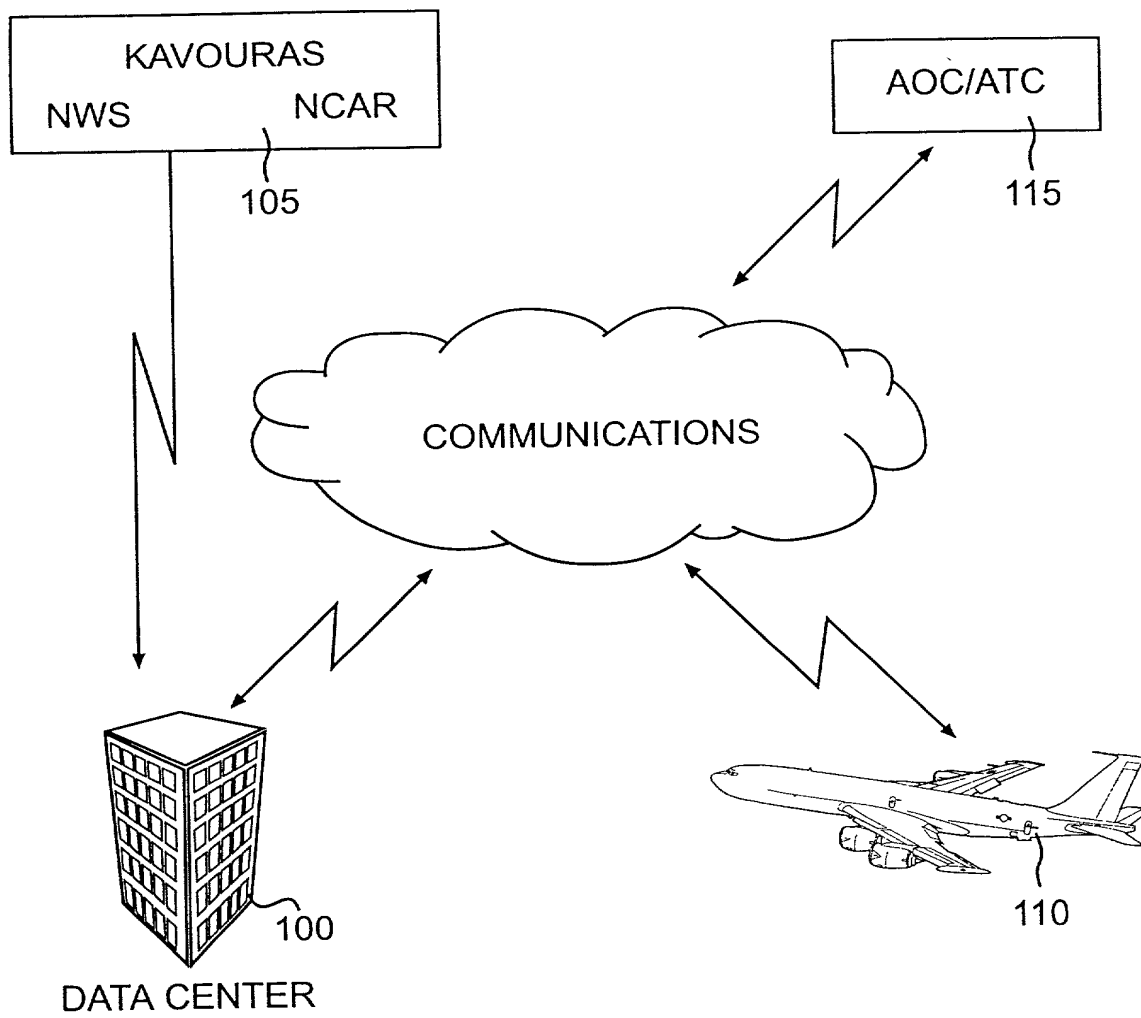 KAVOURAS
NWS NCAR
105
AOC/ATC
115
COMMUNICATIONS
100
DATA CENTER
110